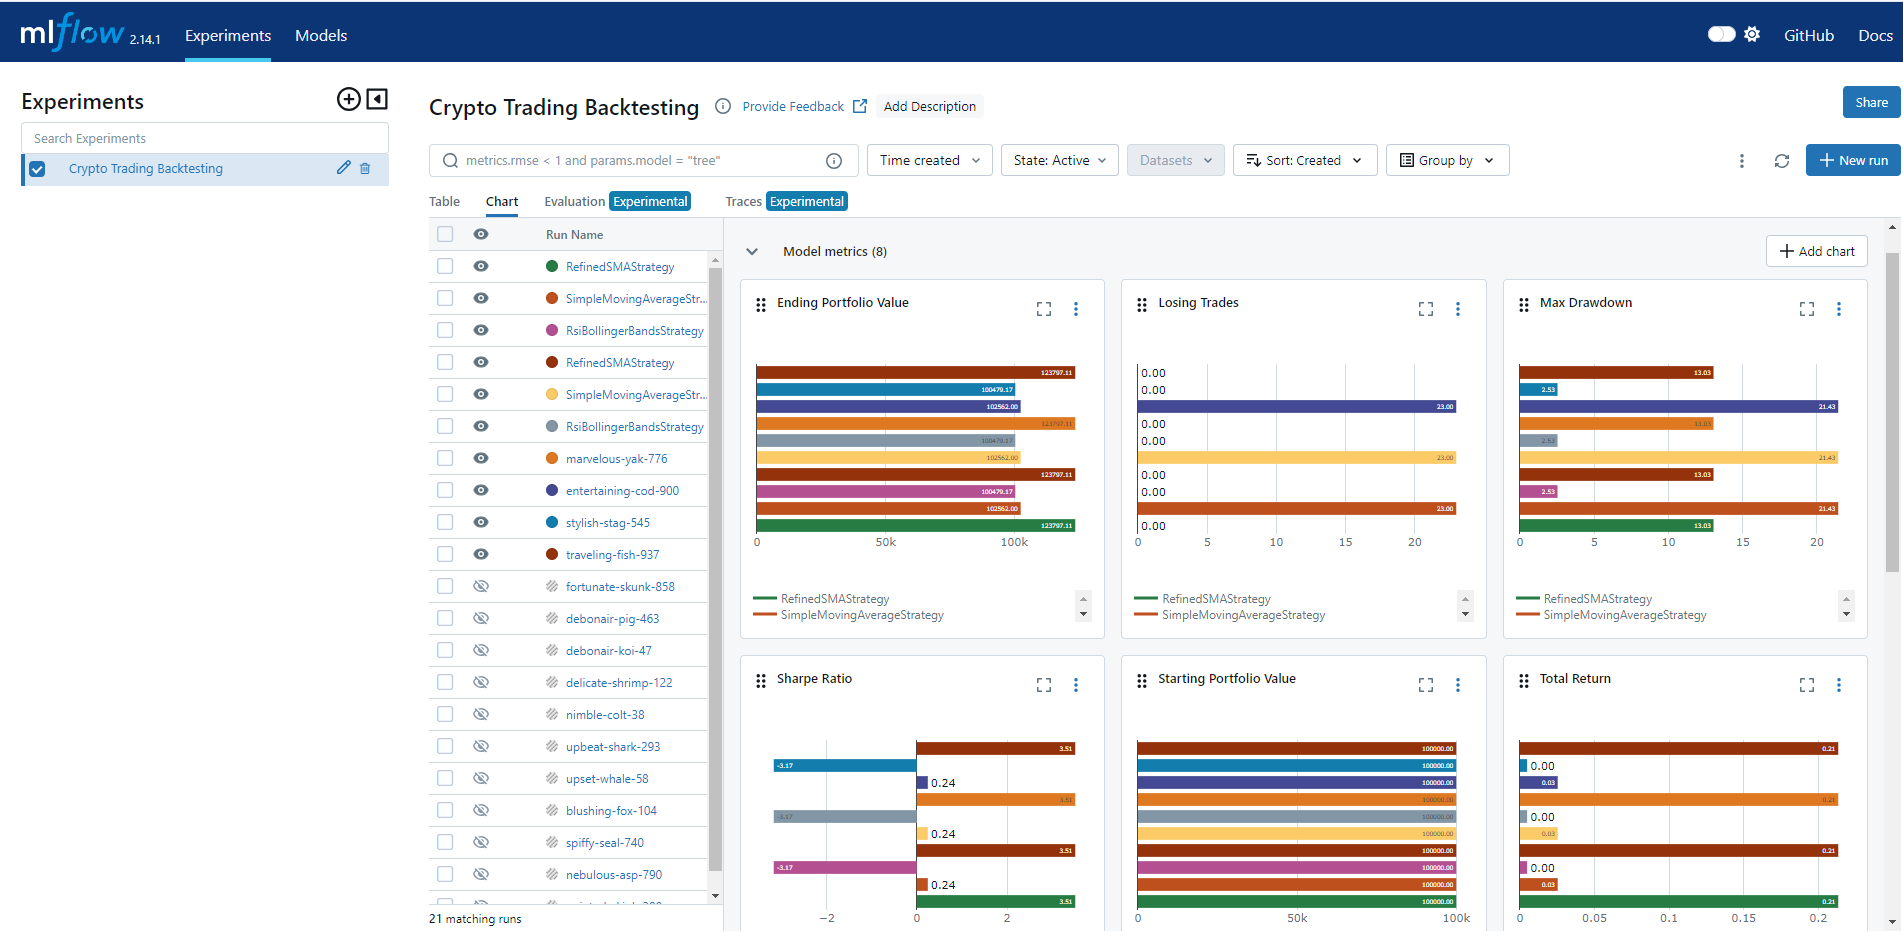 mlflow 2.14.1 Experiments Models GitHub Docs
Experiments
Search Experiments
Crypto Trading Backtesting
Crypto Trading Backtesting Provide Feedback Add Description Share
metrics.rmse < 1 and params.model = "tree" Time created State: Active Datasets Sort: Created Group by New run
Table Chart Evaluation Experimental Traces Experimental
Run Name
RefinedSMAStrategy
SimpleMovingAverageStr...
RsiBollingerBandsStrategy
RefinedSMAStrategy
SimpleMovingAverageStr...
RsiBollingerBandsStrategy
marvelous-yak-776
entertaining-cod-900
stylish-stag-545
traveling-fish-937
fortunate-skunk-858
debonair-pig-463
debonair-koi-47
delicate-shrimp-122
nimble-colt-38
upbeat-shark-293
upset-whale-58
blushing-fox-104
spiffy-seal-740
nebulous-asp-790
21 matching runs
Model metrics (8) Add chart
Ending Portfolio Value
123797.11
100479.17
102562.00
123797.11
100479.17
102562.00
123797.11
100479.17
102562.00
123797.11
0 50k 100k
RefinedSMAStrategy
SimpleMovingAverageStrategy
Losing Trades
0.00
0.00
23.00
0.00
0.00
23.00
0.00
0.00
23.00
0.00
0 5 10 15 20
RefinedSMAStrategy
SimpleMovingAverageStrategy
Max Drawdown
13.03
2.53
21.43
13.03
2.53
21.43
13.03
2.53
21.43
13.03
0 5 10 15 20
RefinedSMAStrategy
SimpleMovingAverageStrategy
Sharpe Ratio
3.51
-3.17
0.24
3.51
-3.17
0.24
3.51
-3.17
0.24
3.51
−2 0 2
Starting Portfolio Value
100000.00
100000.00
100000.00
100000.00
100000.00
100000.00
100000.00
100000.00
100000.00
100000.00
0 50k 100k
Total Return
0.21
0.00
0.03
0.21
0.00
0.03
0.21
0.00
0.03
0.21
0 0.05 0.1 0.15 0.2